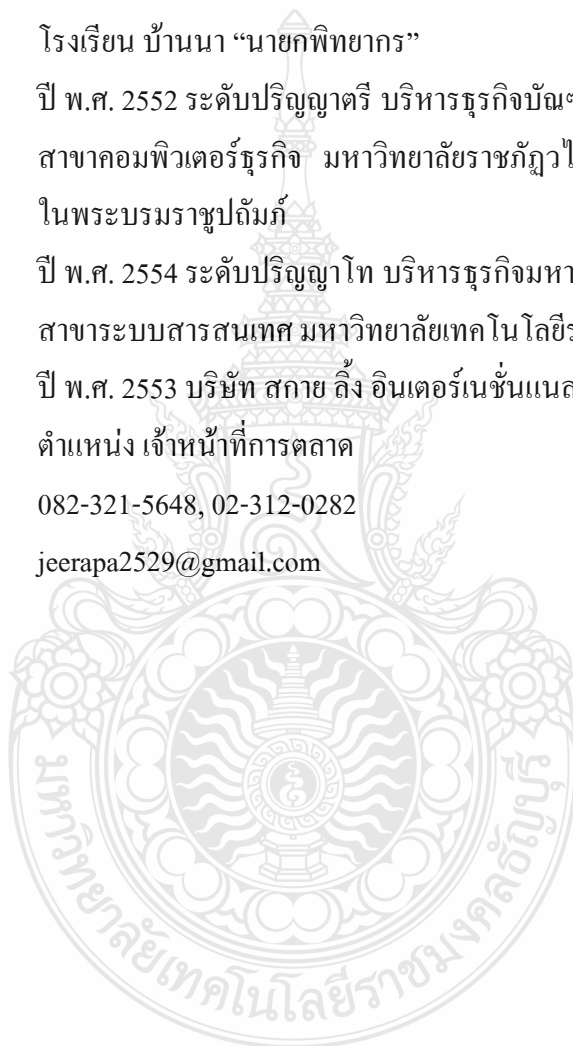 โรงเรียน บ้านนา “นายกพิทยากร”
ปี พ.ศ. 2552 ระดับปริญญาตรี บริหารธุรกิจบัณฑ
สาขาคอมพิวเตอร์ธุรกิจ มหาวิทยาลัยราชภัฏวไ
ในพระบรมราชูปถัมภ์
ปี พ.ศ. 2554 ระดับปริญญาโท บริหารธุรกิจมหา
สาขาระบบสารสนเทศ มหาวิทยาลัยเทคโนโลยีร
ปี พ.ศ. 2553 บริษัท สกาย ลิ้ง อินเตอร์เนชั่นแนล
ตำแหน่ง เจ้าหน้าที่การตลาด
082-321-5648, 02-312-0282
jeerapa2529@gmail.com
มหาวิทยาลัยเทคโนโลยีราชมงคลธัญบุรี